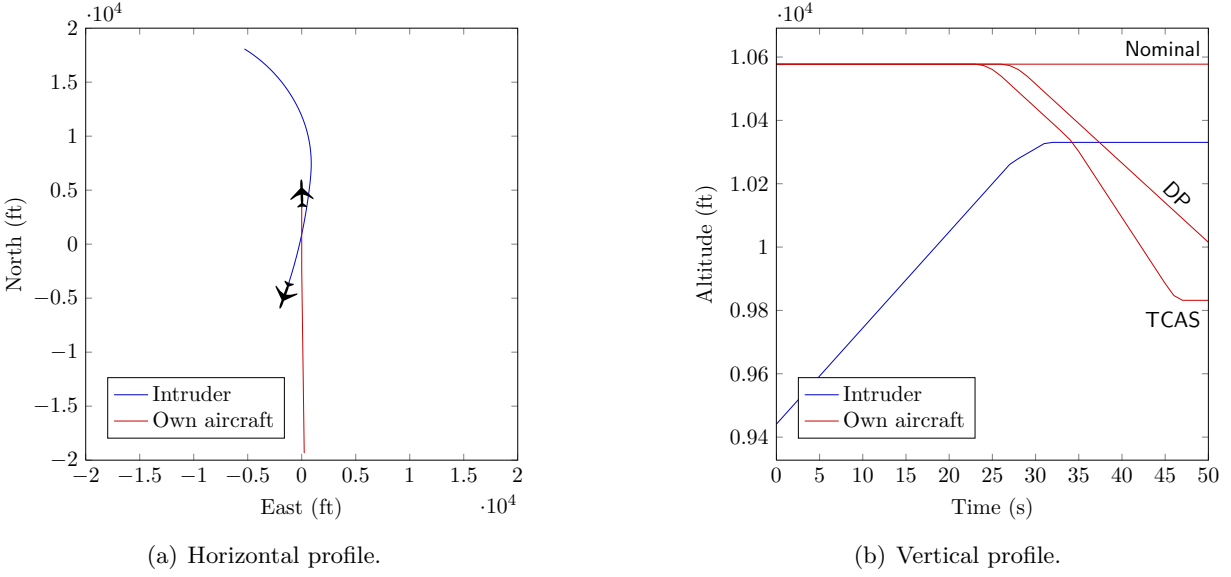 ·10⁴
2
1.5
1
0.5
0
−0.5
−1
−1.5
−2
North (ft)
Intruder
Own aircraft
−2 −1.5 −1 −0.5 0 0.5 1 1.5 2
East (ft)
·10⁴
(a) Horizontal profile.
·10⁴
1.06
1.04
1.02
1
0.98
0.96
0.94
Altitude (ft)
Nominal
DP
TCAS
Intruder
Own aircraft
0 5 10 15 20 25 30 35 40 45 50
Time (s)
(b) Vertical profile.